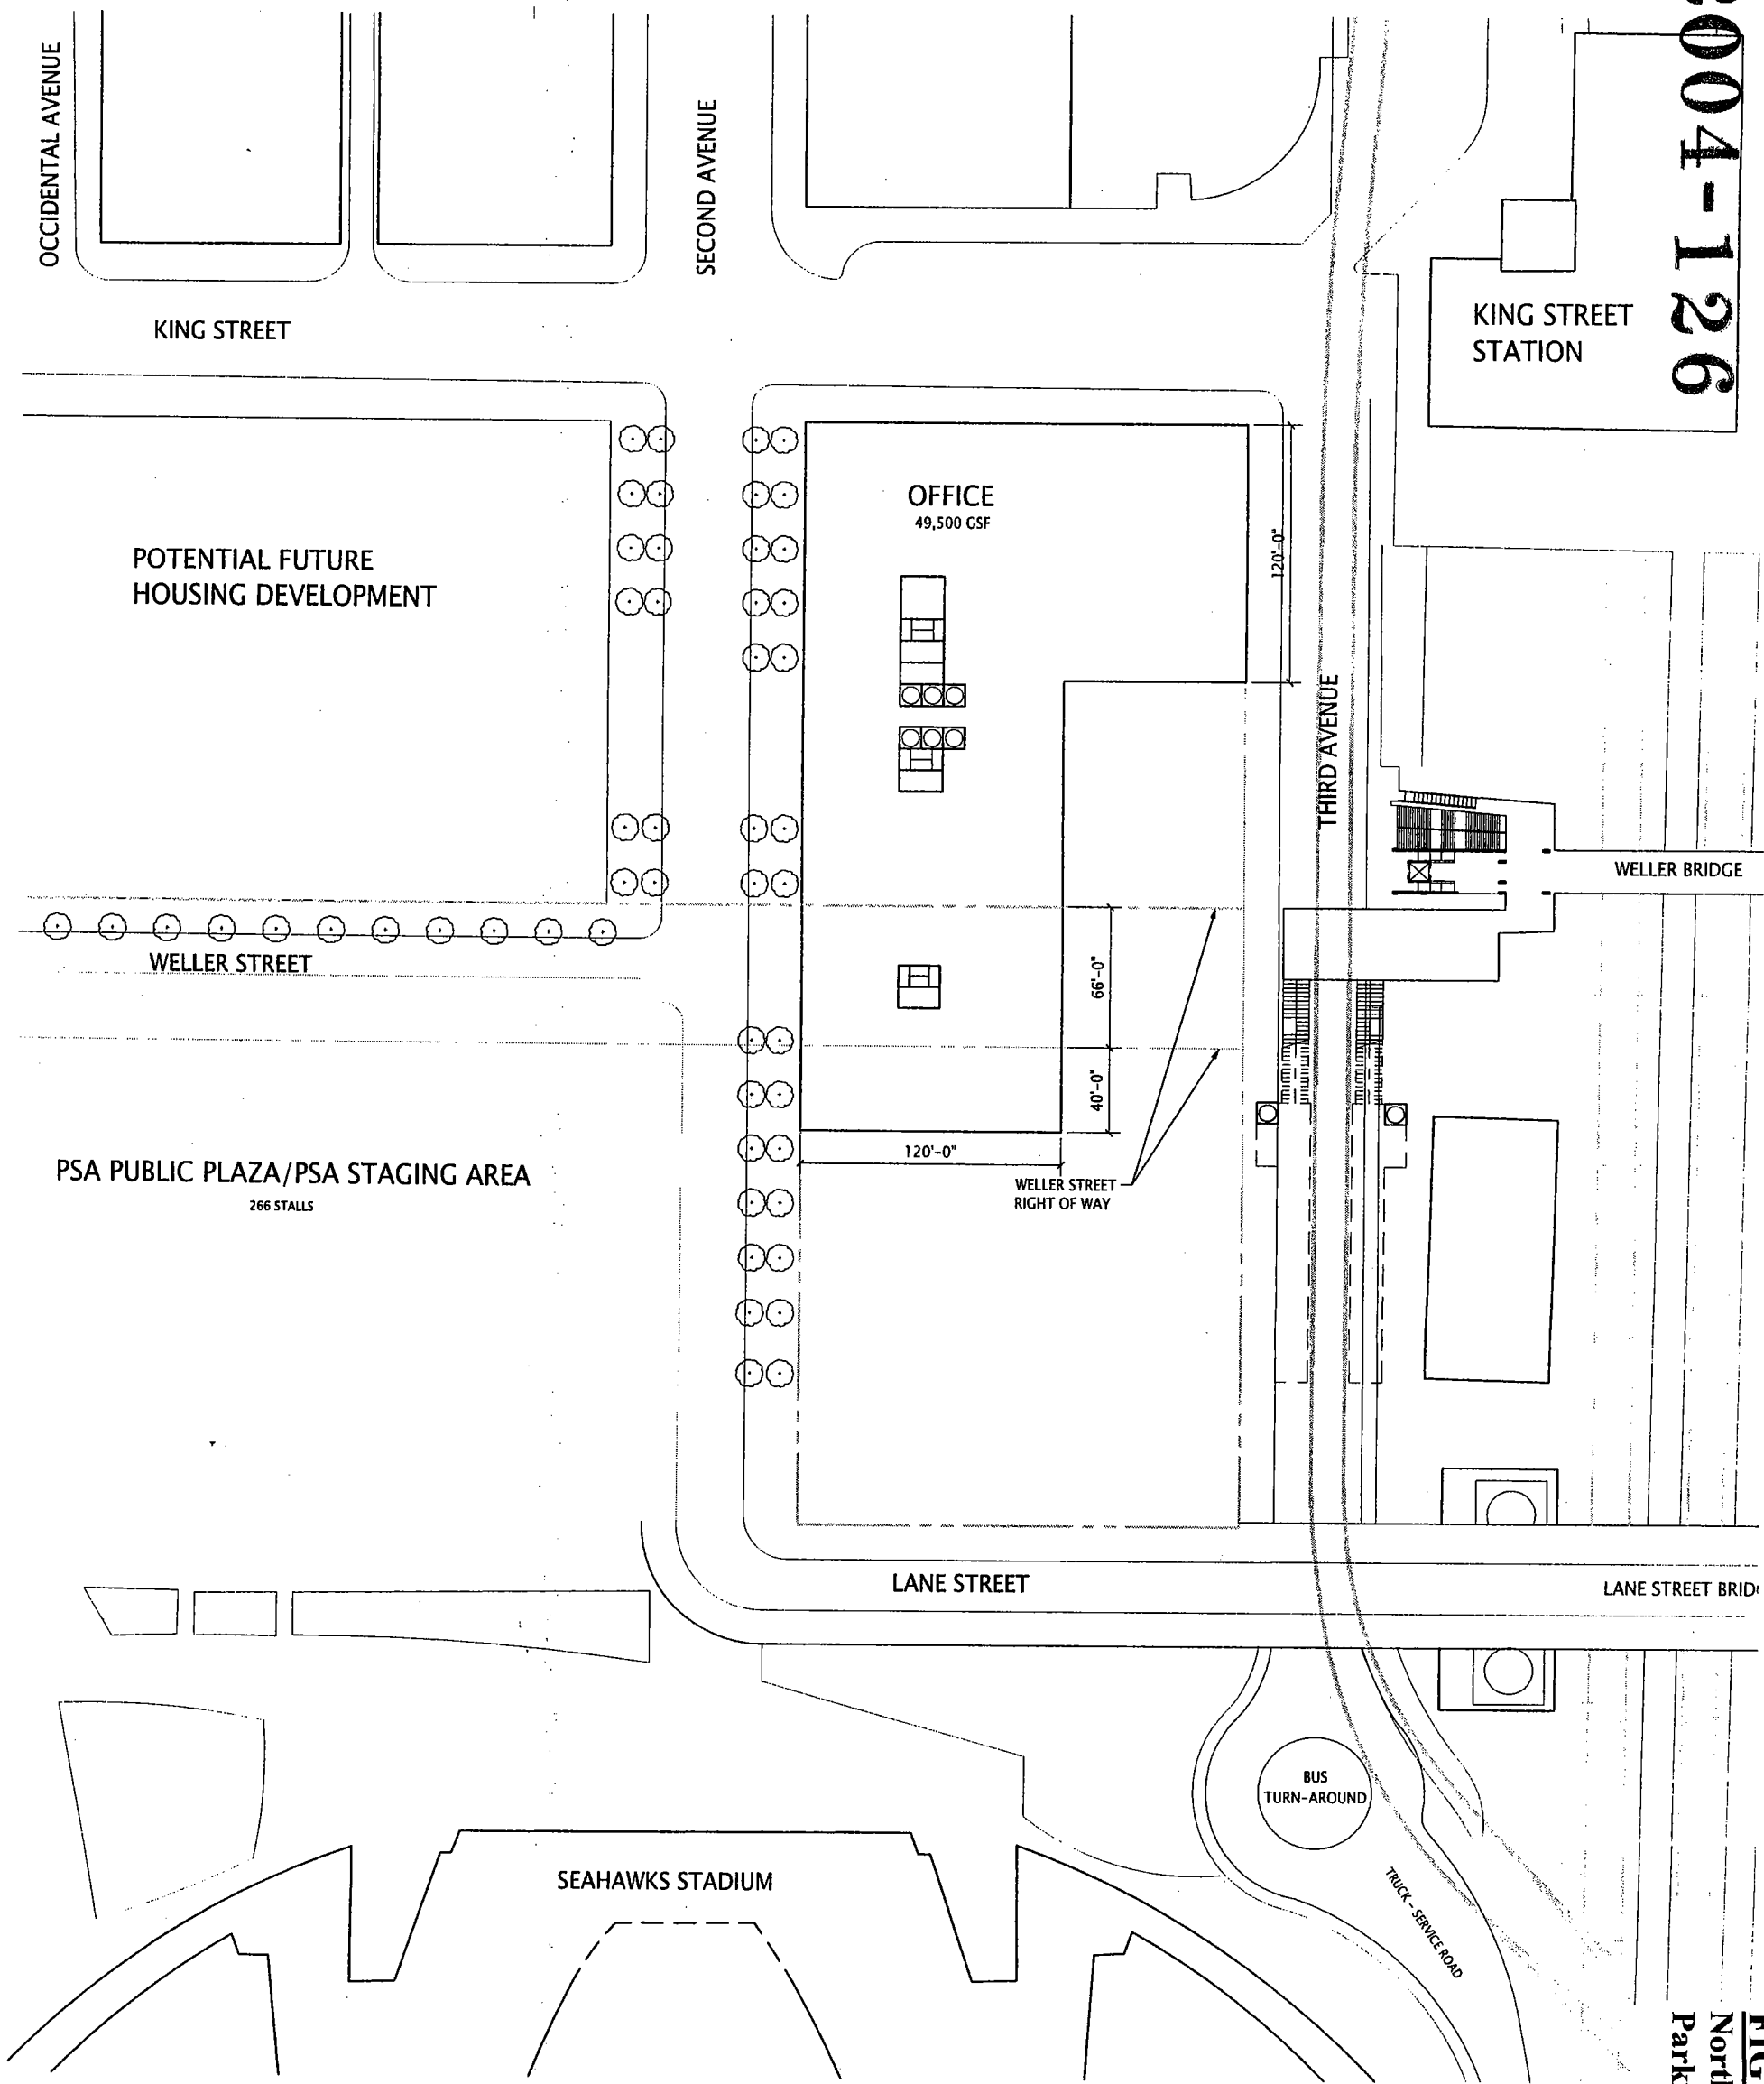 OCCIDENTAL AVENUE
SECOND AVENUE
004-126
KING STREET
KING STREET
STATION
OFFICE
49,500 GSF
120'-0"
POTENTIAL FUTURE
HOUSING DEVELOPMENT
THIRD AVENUE
WELLER BRIDGE
WELLER STREET
66'-0"
40'-0"
120'-0"
WELLER STREET
RIGHT OF WAY
PSA PUBLIC PLAZA/PSA STAGING AREA
266 STALLS
LANE STREET
LANE STREET BRID
BUS
TURN-AROUND
SEAHAWKS STADIUM
TRUCK - SERVICE ROAD
FIG
North
Park